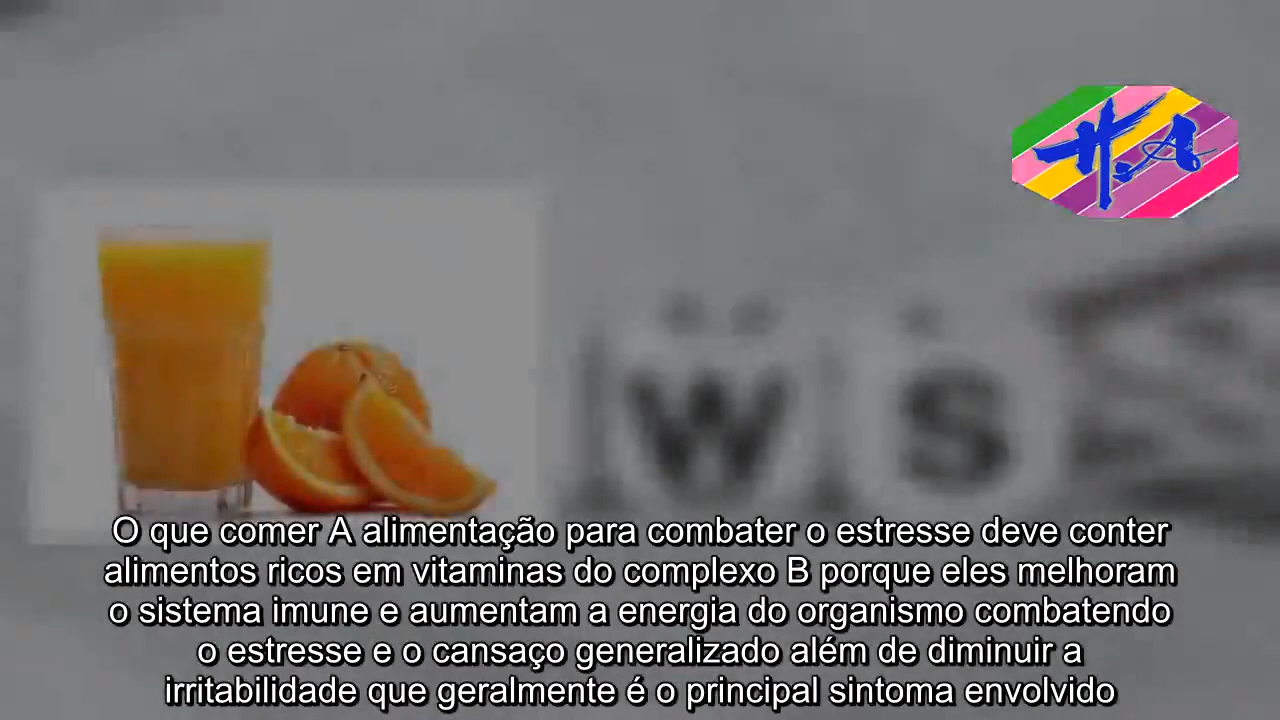 H.A
W S
O que comer A alimentação para combater o estresse deve conter
alimentos ricos em vitaminas do complexo B porque eles melhoram
o sistema imune e aumentam a energia do organismo combatendo
o estresse e o cansaço generalizado além de diminuir a
irritabilidade que geralmente é o principal sintoma envolvido